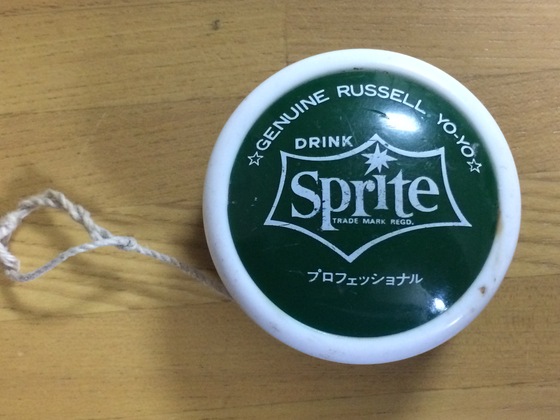 ☆GENUINE RUSSELL YO-YO☆
DRINK
Sprite
TRADE MARK REGD.
プロフェッショナル